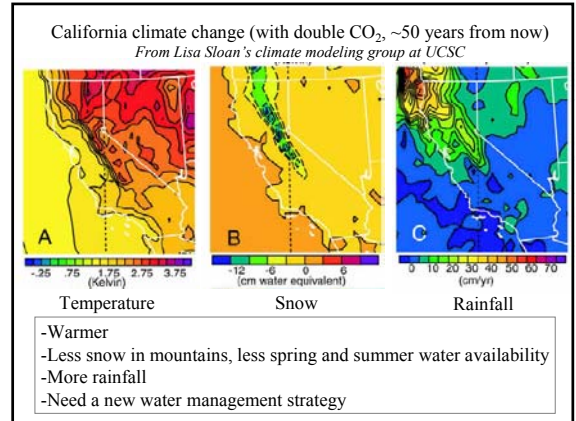 California climate change (with double CO₂, ~50 years from now)
From Lisa Sloan's climate modeling group at UCSC
A
B
C
-.25 .75 1.75 2.75 3.75
(Kelvin)
-12 -6 0 6
(cm water equivalent)
0 10 20 30 40 50 60 70
(cm/yr)
Temperature
Snow
Rainfall
-Warmer
-Less snow in mountains, less spring and summer water availability
-More rainfall
-Need a new water management strategy